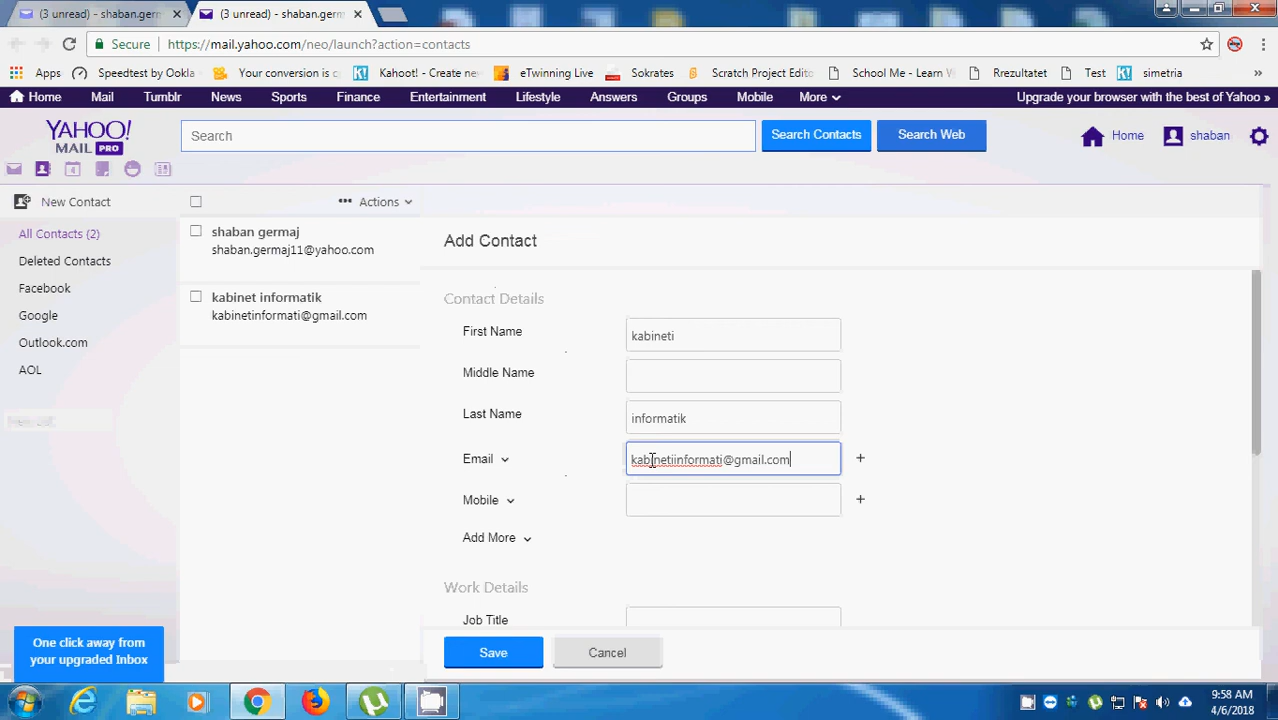 (3 unread) - shaban.germ
(3 unread) - shaban.germaj
Secure
https://mail.yahoo.com/neo/launch?action=contacts
Apps
Speedtest by Ookla
Your conversion is c
Kahoot! - Create ne
eTwinning Live
Sokrates
Scratch Project Edito
School Me - Learn
Rrezultatet
Test
simetria
»
Home Mail Tumblr News Sports Finance Entertainment Lifestyle Answers Groups Mobile More
Upgrade your browser with the best of Yahoo »
YAHOO!
MAIL PRO
Search
Search Contacts
Search Web
Home
shaban
4
New Contact
All Contacts (2)
Deleted Contacts
Facebook
Google
Outlook.com
AOL
One click away from
your upgraded Inbox
••• Actions
shaban germaj
shaban.germaj11@yahoo.com
kabinet informatik
kabinetinformati@gmail.com
Add Contact
Contact Details
First Name
kabineti
Middle Name
Last Name
informatik
Email
kabinetiinformati@gmail.com
+
Mobile
+
Add More
Work Details
Job Title
Save
Cancel
9:58 AM
4/6/2018